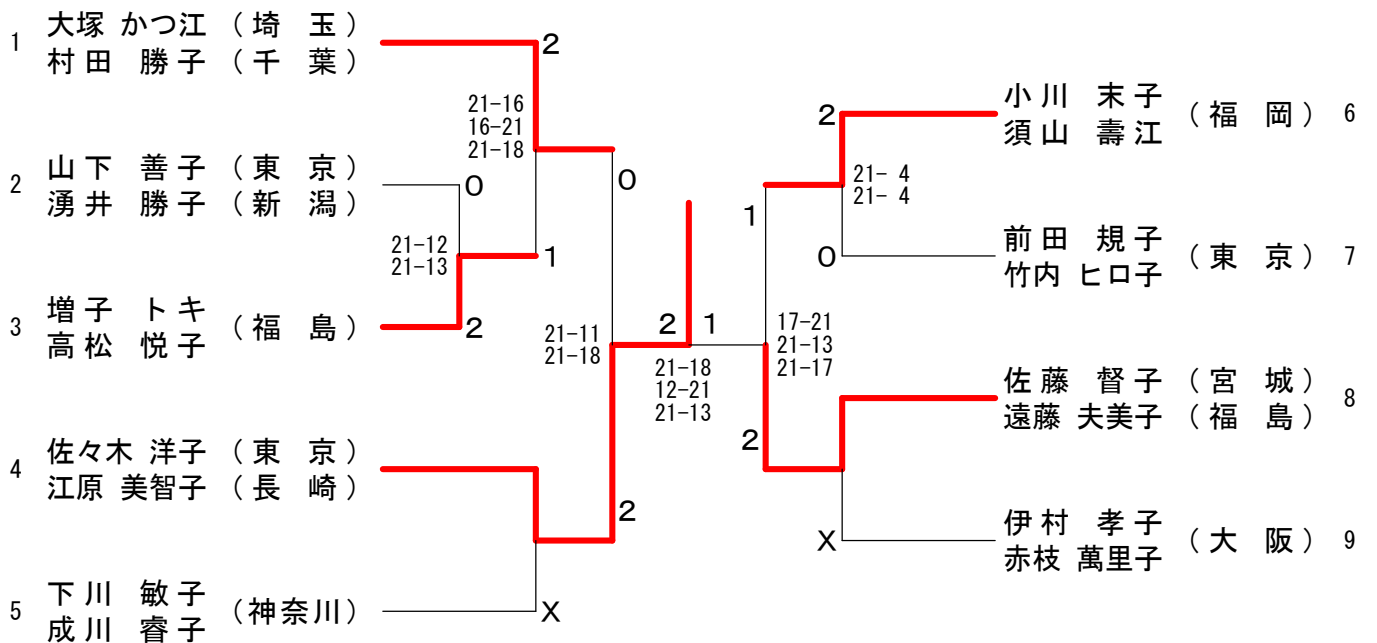 1 大塚 かつ江 (埼 玉)
村田 勝子 (千 葉)
2
21-16
16-21
21-18
2 山下 善子 (東 京)
湧井 勝子 (新 潟)
0
0
21-12
21-13
1
3 増子 トキ (福 島)
高松 悦子
2
21-11
21-18
4 佐々木 洋子 (東 京)
江原 美智子 (長 崎)
2
5 下川 敏子 (神奈川)
成川 睿子
X
2 1
21-18
12-21
21-13
小川 末子 (福 岡) 6
須山 壽江
2
21- 4
21- 4
1
前田 規子 (東 京) 7
竹内 ヒロ子
0
17-21
21-13
21-17
佐藤 督子 (宮 城) 8
遠藤 夫美子 (福 島)
2
伊村 孝子 (大 阪) 9
赤枝 萬里子
X